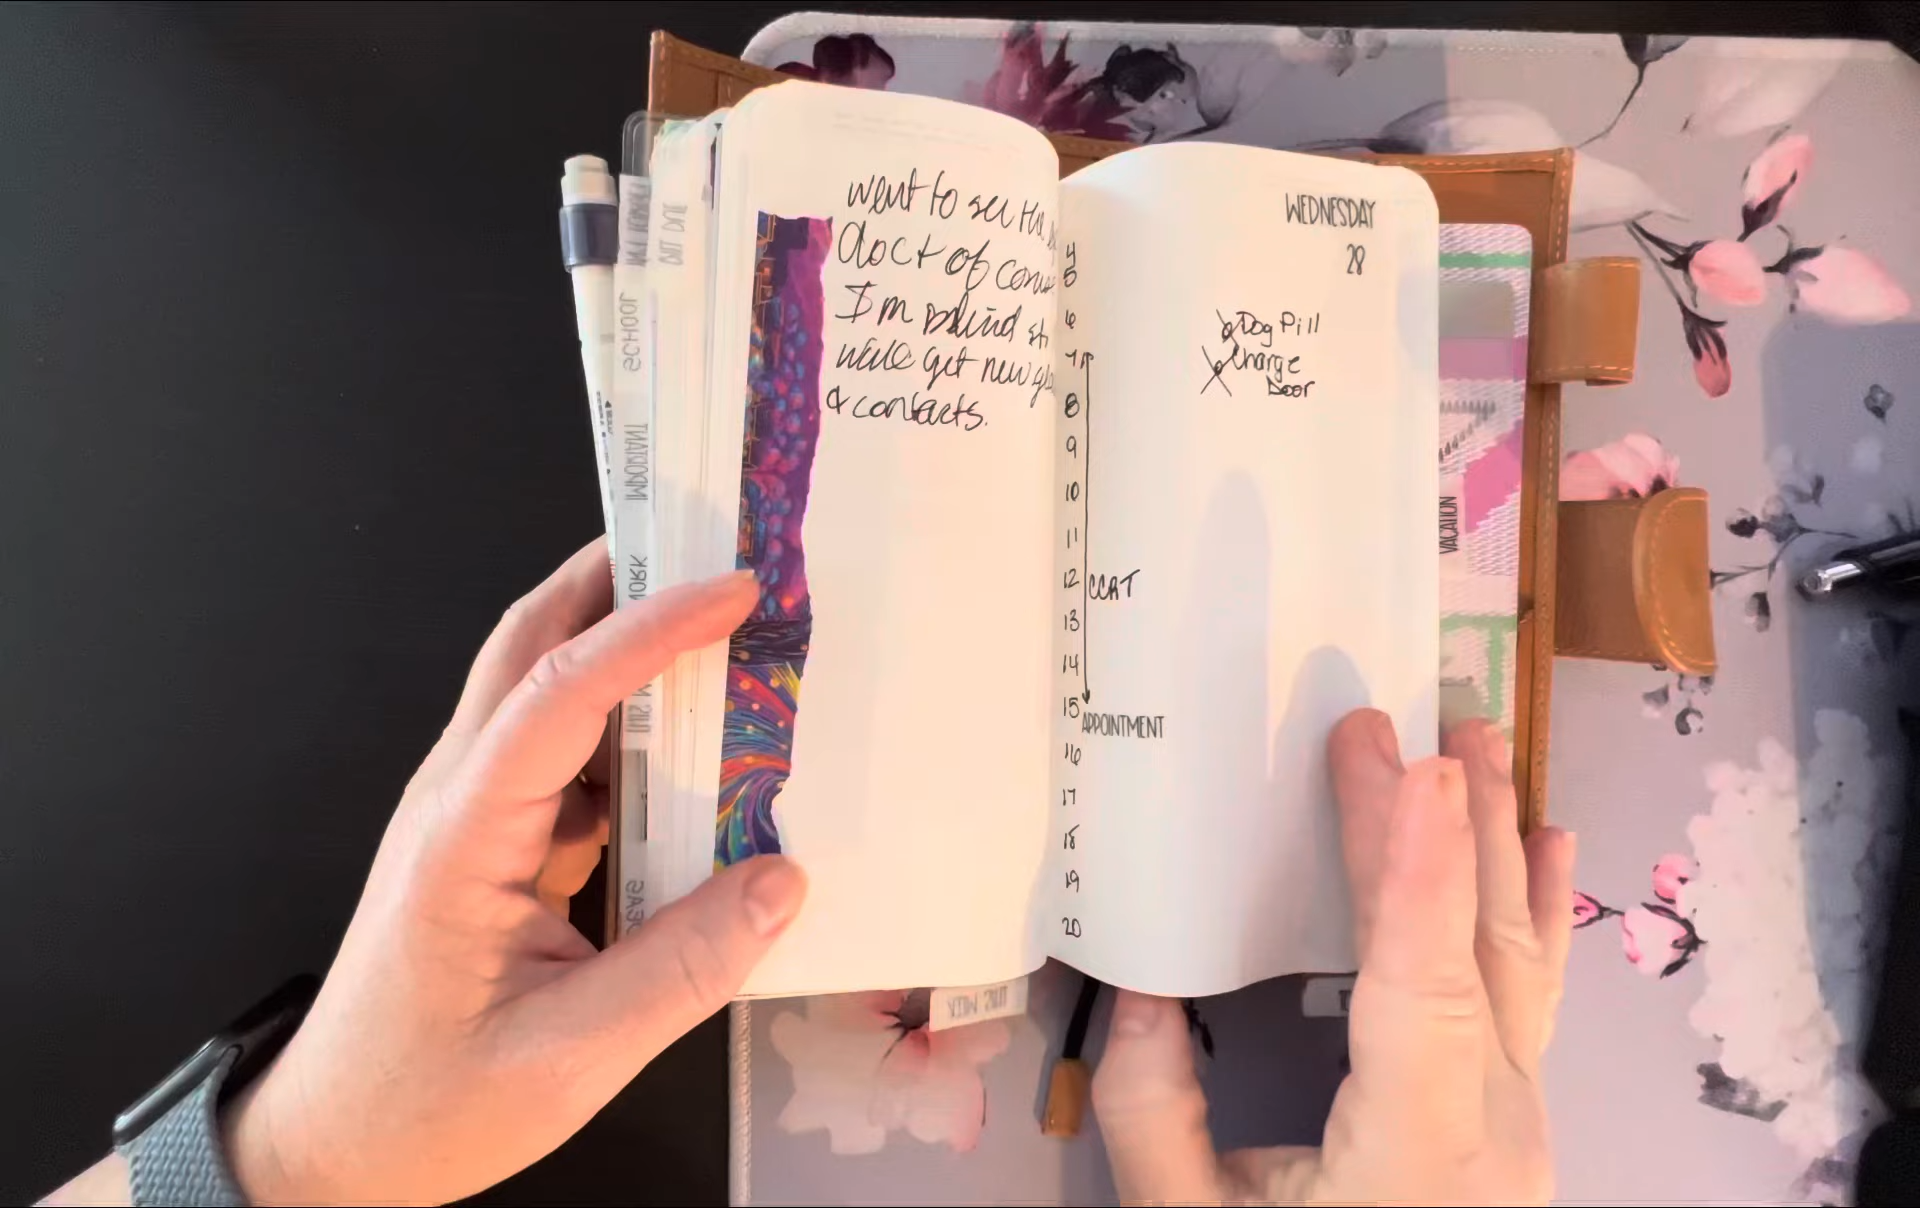 went to see the
doct of
I'm blind
get new
& contacts.
WEDNESDAY
28
4
5
6
7
8
9
10
11
12
13
14
15
16
17
18
19
20
Dog Pill
Charge
Door
CCAT
APPOINTMENT
VACATION
SCHOOL
IMPORTANT
WORK